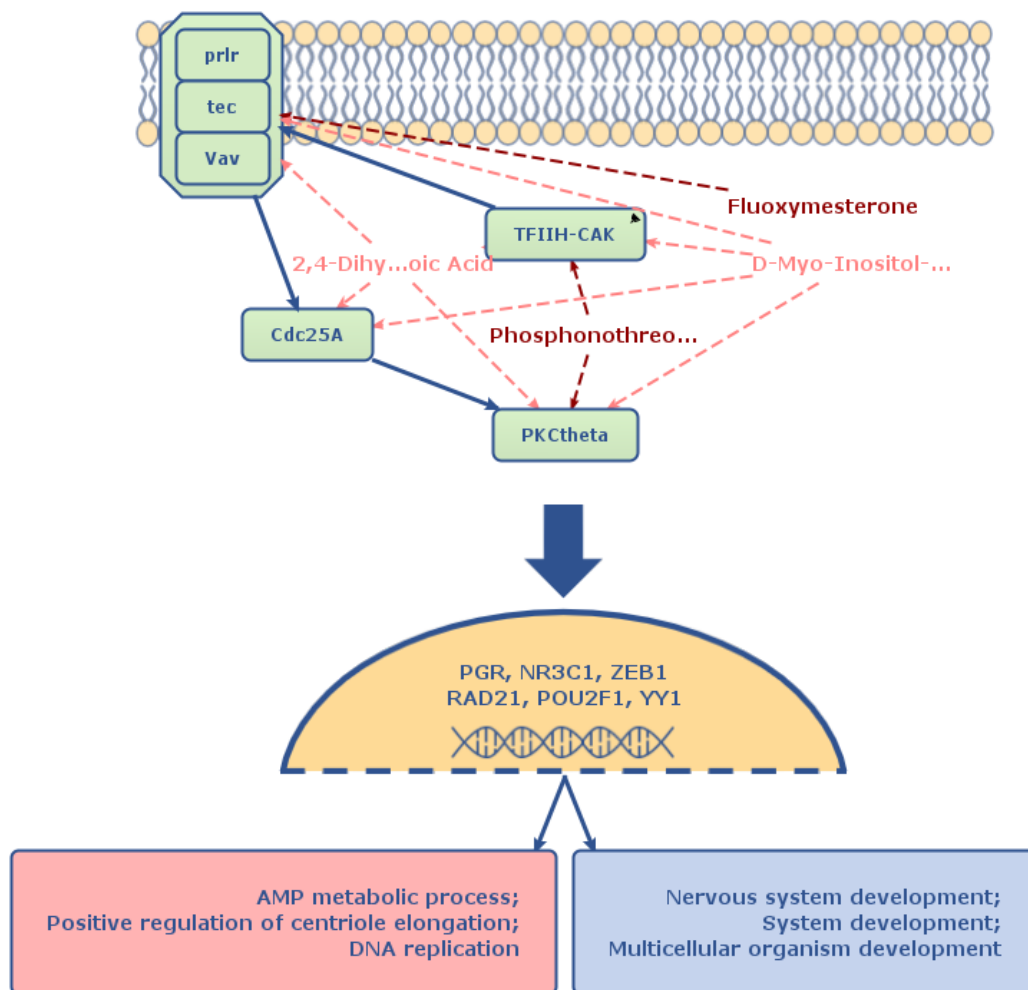 prlr
tec
Vav
Fluoxymesterone
TFIIH-CAK
2,4-Dihy...oic Acid
D-Myo-Inositol-...
Cdc25A
Phosphonothreo...
PKCtheta
PGR, NR3C1, ZEB1
RAD21, POU2F1, YY1
AMP metabolic process;
Positive regulation of centriole elongation;
DNA replication
Nervous system development;
System development;
Multicellular organism development